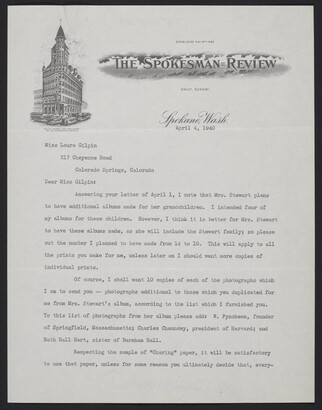 THE SPOKESMAN-REVIEW
Spokane, Wash.
April 4, 1940
Miss Laura Gilpin
317 Cheyenne Road
Colorado Springs, Colorado
Dear Miss Gilpin:
Answering your letter of April 1, I note that Mrs. Stewart plans
to have additional albums made for her grandchildren. I intended four of
my albums for these children. However, I think it is better for Mrs. Stewart
to have these albums made, as she will include the Stewart family; so please
cut the number I planned to have made from 14 to 10. This will apply to all
the prints you make for me, unless later on I should want more copies of
individual prints.
Of course, I shall want 10 copies of each of the photographs which
I am to send you -- photographs additional to those which you duplicated for
me from Mrs. Stewart's album, according to the list which I furnished you.
To this list of photographs from her album please add: W. Pyncheon, founder
of Springfield, Massachusetts; Charles Chauncey, president of Harvard; and
Ruth Hall Hart, sister of Burnham Hall.
Respecting the sample of paper, it will be satisfactory
to use that paper, unless for some reason you ultimately decide that, every-